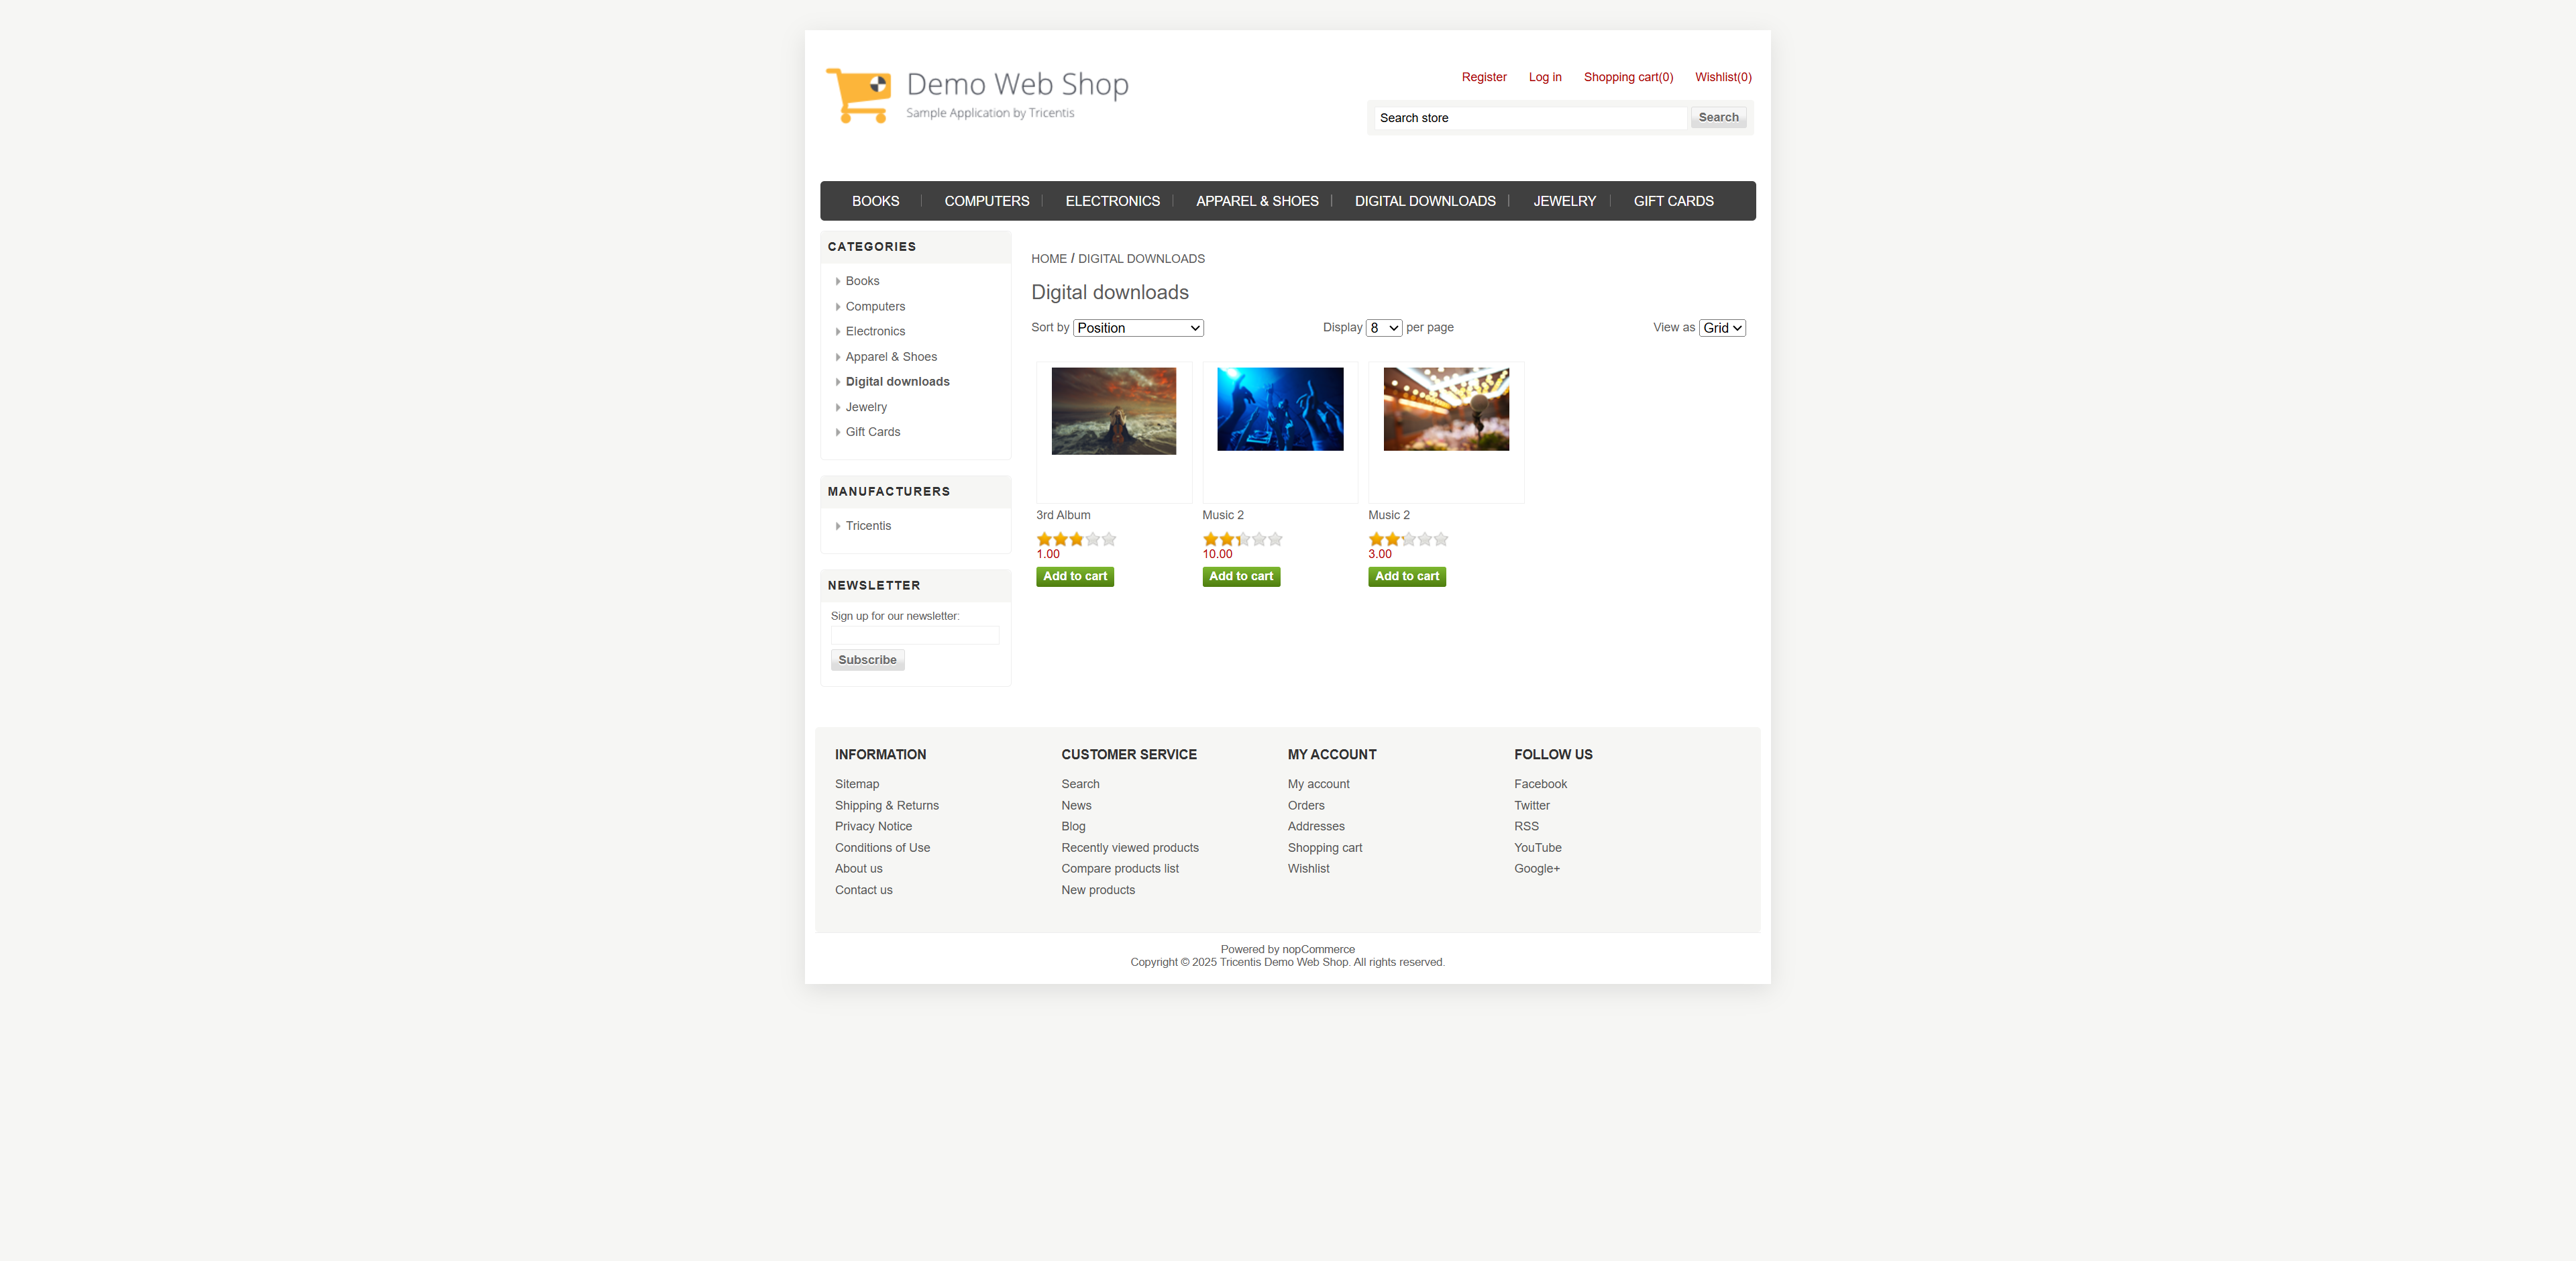 Demo Web Shop
Sample Application by Tricentis
Register Log in Shopping cart(0) Wishlist(0)
Search store Search
BOOKS COMPUTERS ELECTRONICS APPAREL & SHOES DIGITAL DOWNLOADS JEWELRY GIFT CARDS
CATEGORIES
Books
Computers
Electronics
Apparel & Shoes
Digital downloads
Jewelry
Gift Cards
MANUFACTURERS
Tricentis
NEWSLETTER
Sign up for our newsletter:
Subscribe
HOME / DIGITAL DOWNLOADS
Digital downloads
Sort by Position Display 8 per page View as Grid
3rd Album
1.00
Add to cart
Music 2
10.00
Add to cart
Music 2
3.00
Add to cart
INFORMATION
Sitemap
Shipping & Returns
Privacy Notice
Conditions of Use
About us
Contact us
CUSTOMER SERVICE
Search
News
Blog
Recently viewed products
Compare products list
New products
MY ACCOUNT
My account
Orders
Addresses
Shopping cart
Wishlist
FOLLOW US
Facebook
Twitter
RSS
YouTube
Google+
Powered by nopCommerce
Copyright © 2025 Tricentis Demo Web Shop. All rights reserved.